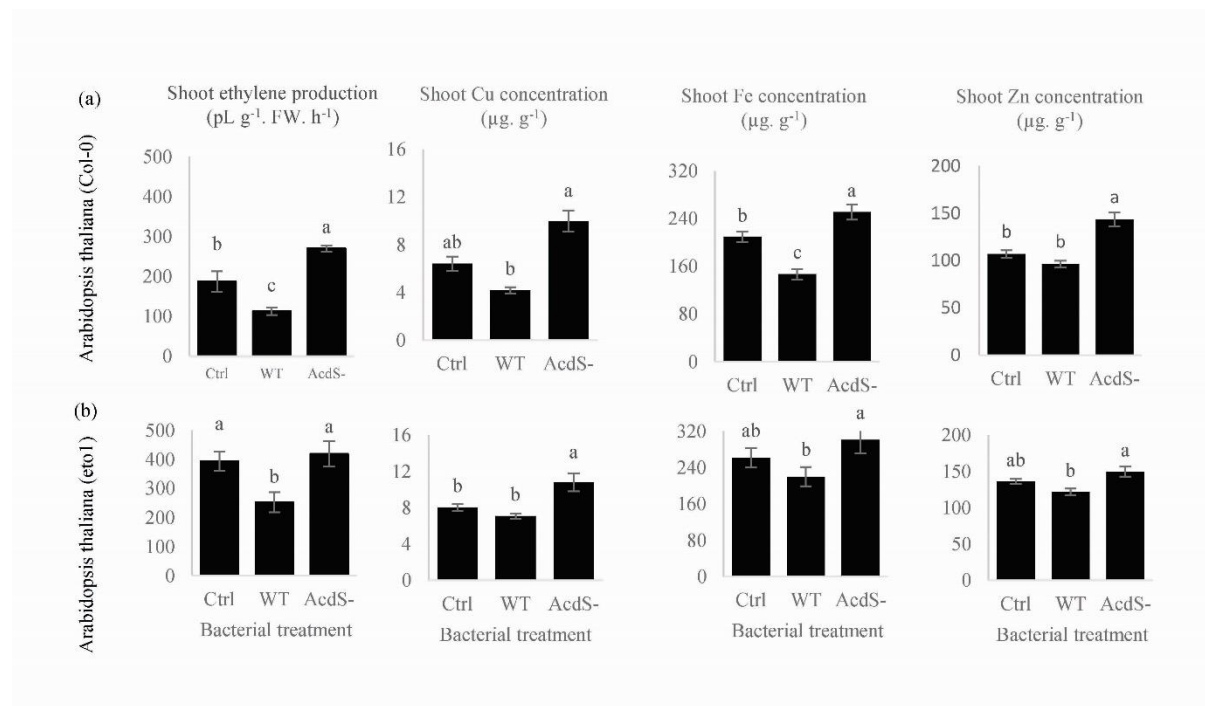 (a)
Arabidopsis thaliana (Col-0)
Shoot ethylene production
(pL g⁻¹. FW. h⁻¹)
500
400
300
200
100
0
b
c
a
Ctrl WT AcdS-
Shoot Cu concentration
(µg. g⁻¹)
16
12
8
4
0
ab
b
a
Ctrl WT AcdS-
Shoot Fe concentration
(µg. g⁻¹)
320
240
160
80
0
b
c
a
Ctrl WT AcdS-
Shoot Zn concentration
(µg. g⁻¹)
200
150
100
50
0
b
b
a
Ctrl WT AcdS-
(b)
Arabidopsis thaliana (eto1)
500
400
300
200
100
0
a
b
a
Ctrl WT AcdS-
Bacterial treatment
16
12
8
4
0
b
b
a
Ctrl WT AcdS-
Bacterial treatment
320
240
160
80
0
ab
b
a
Ctrl WT AcdS-
Bacterial treatment
200
150
100
50
0
ab
b
a
Ctrl WT AcdS-
Bacterial treatment